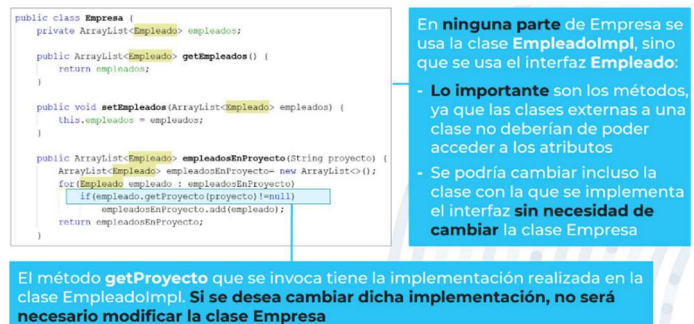 public class Empresa {
private ArrayList<Empleado> empleados;
public ArrayList<Empleado> getEmpleados() {
return empleados;
}
public void setEmpleados(ArrayList<Empleado> empleados) {
this.empleados = empleados;
}
public ArrayList<Empleado> empleadosEnProyecto(String proyecto) {
ArrayList<Empleado> empleadosEnProyecto= new ArrayList<>();
for(Empleado empleado : empleadosEnProyecto)
if(empleado.getProyecto(proyecto)!=null)
empleadosEnProyecto.add(empleado);
return empleadosEnProyecto;
}
En ninguna parte de Empresa se
usa la clase EmpleadoImpl, sino
que se usa el interfaz Empleado:
- Lo importante son los métodos,
ya que las clases externas a una
clase no deberían de poder
acceder a los atributos
- Se podría cambiar incluso la
clase con la que se implementa
el interfaz sin necesidad de
cambiar la clase Empresa
El método getProyecto que se invoca tiene la implementación realizada en la
clase EmpleadoImpl. Si se desea cambiar dicha implementación, no será
necesario modificar la clase Empresa